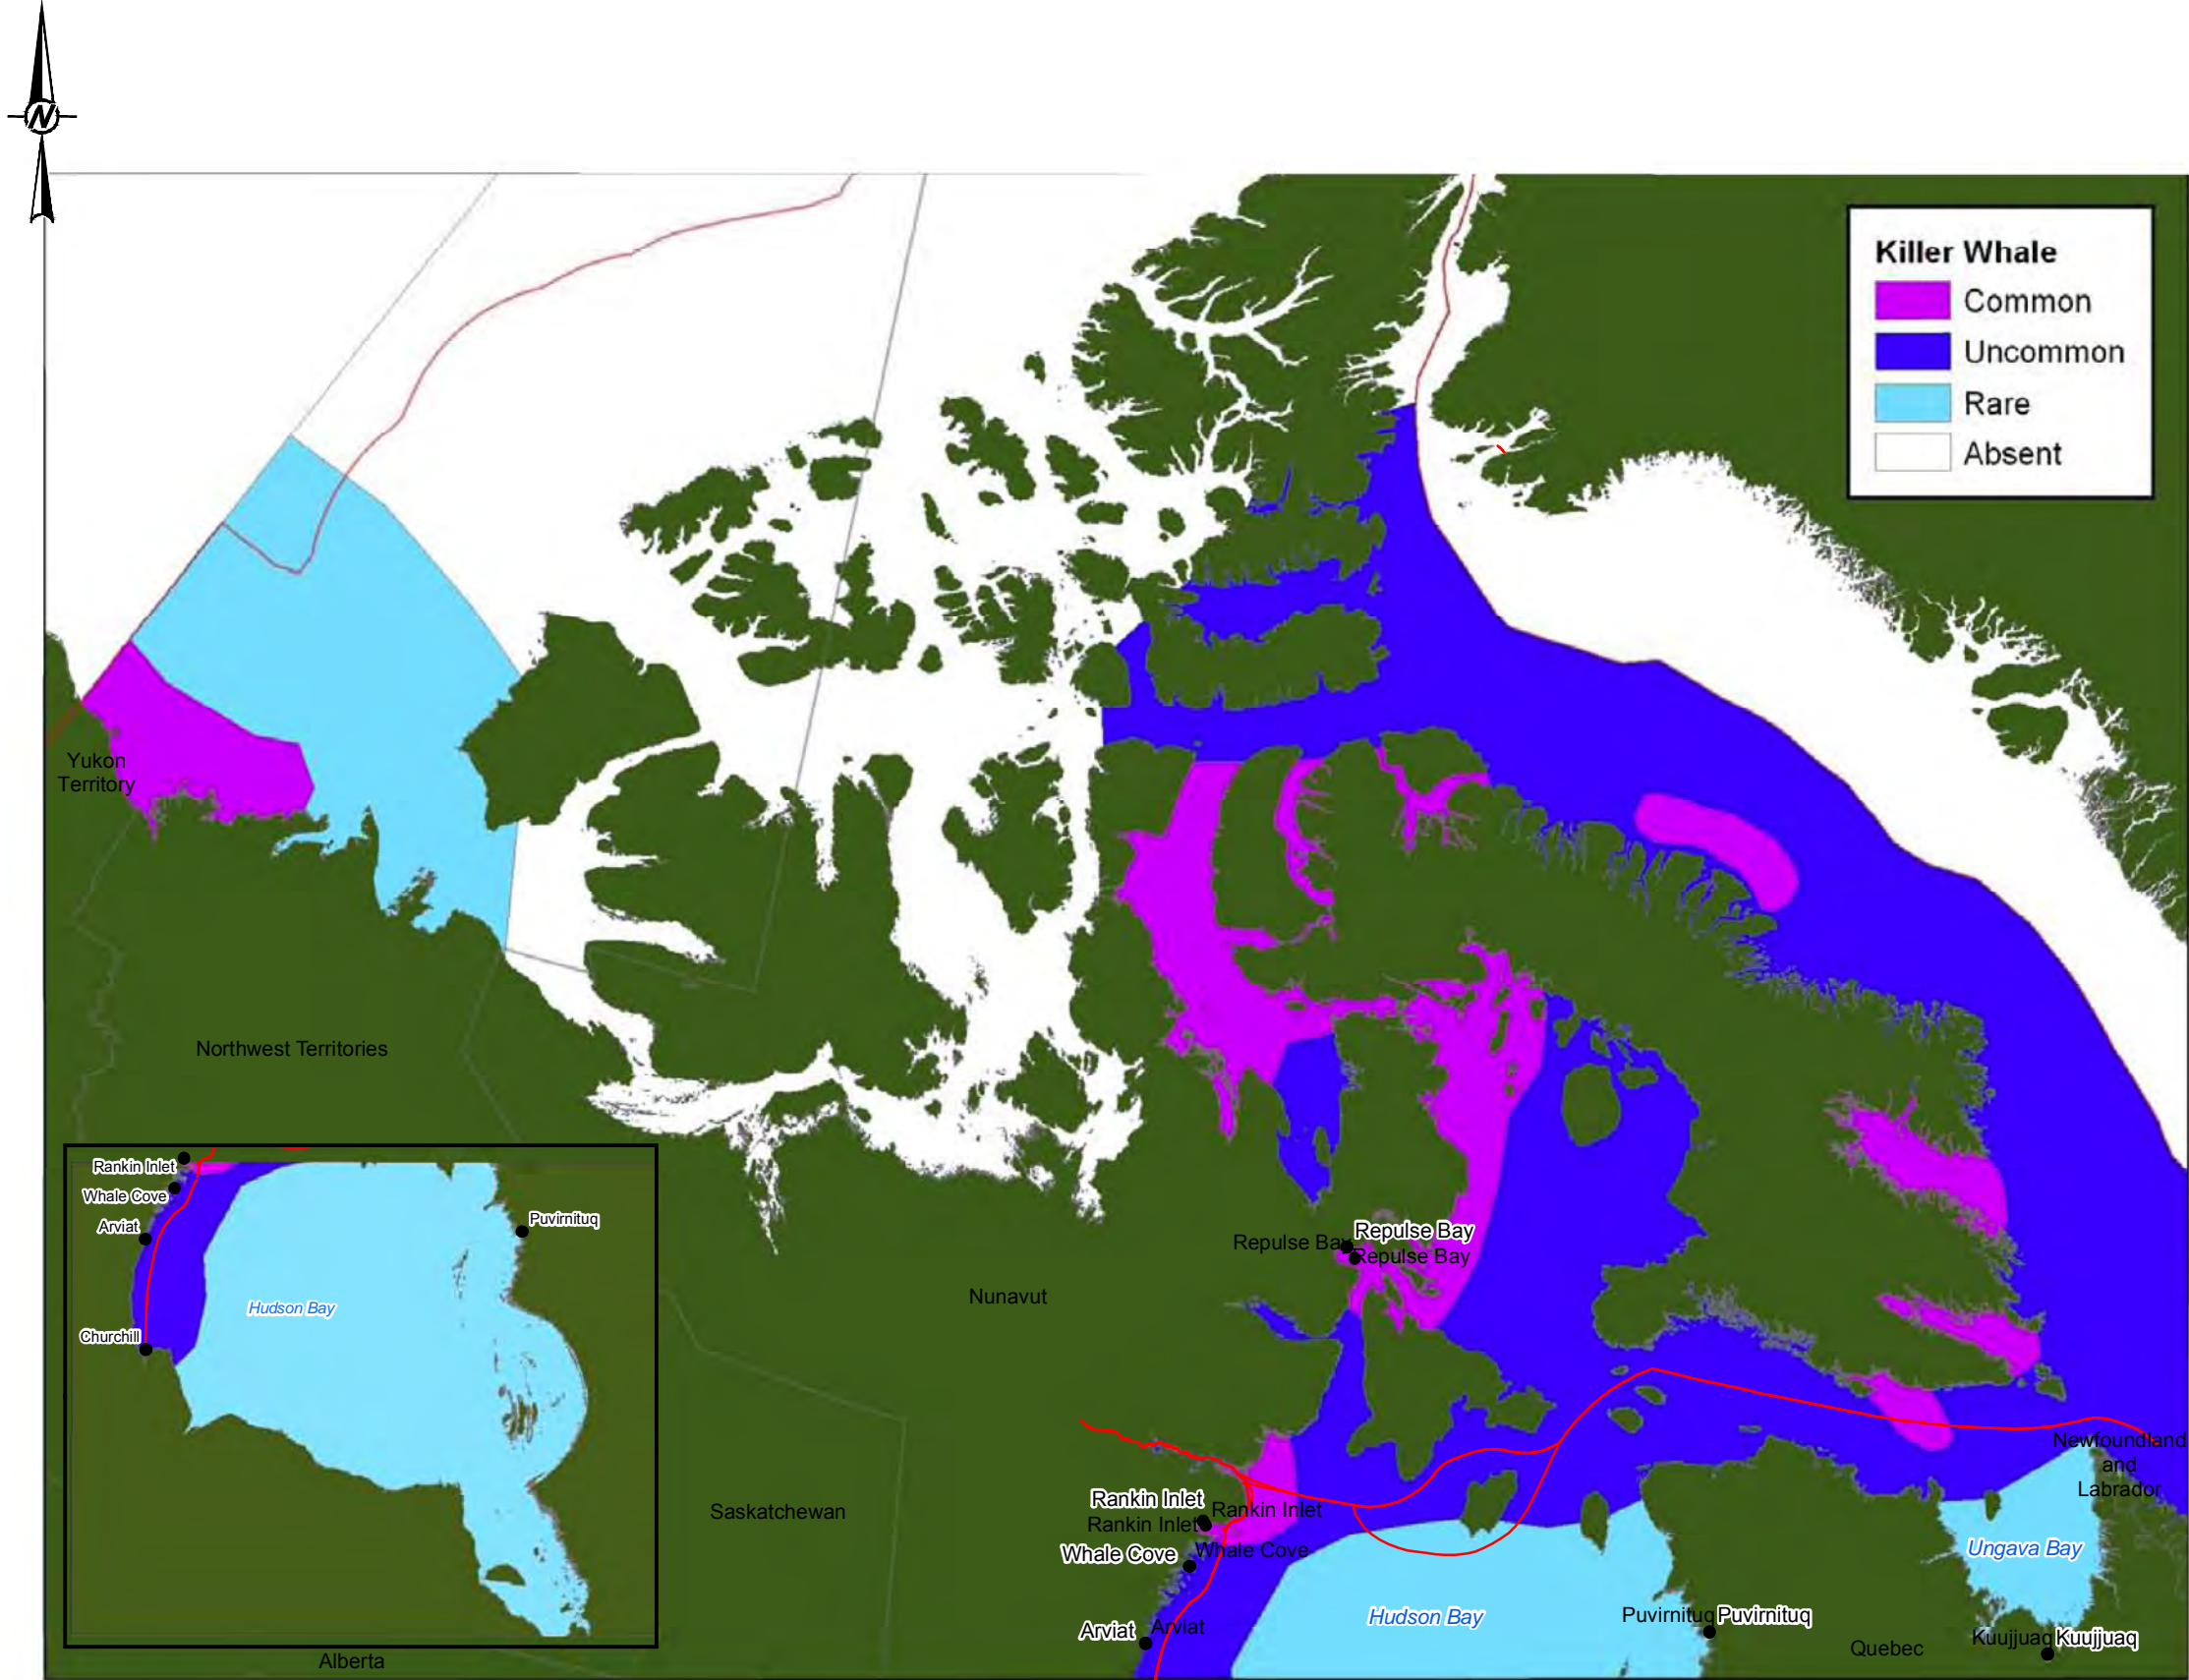 N
Killer Whale
Common
Uncommon
Rare
Absent
Yukon
Territory
Northwest Territories
Nunavut
Repulse Bay
Repulse Bay
Repulse Bay
Rankin Inlet
Whale Cove
Arviat
Churchill
Puvirnituq
Hudson Bay
Saskatchewan
Alberta
Rankin Inlet
Rankin Inlet
Rankin Inlet
Whale Cove
Whale Cove
Arviat
Arviat
Hudson Bay
Puvirnituq
Puvirnituq
Newfoundland
and
Labrador
Ungava Bay
Quebec
Kuujjuaq
Kuujjuaq